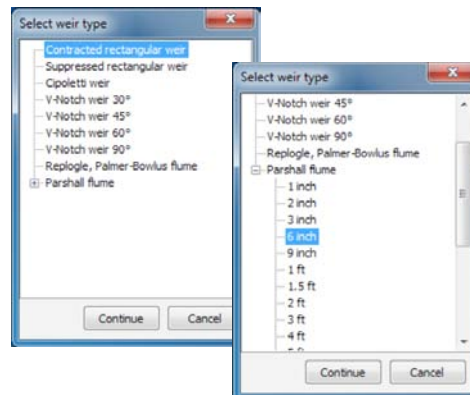 Select weir type
Contracted rectangular weir
Suppressed rectangular weir
Cipoletti weir
V-Notch weir 30°
V-Notch weir 45°
V-Notch weir 60°
V-Notch weir 90°
Replogle, Palmer-Bowlus flume
Parshall flume
Continue
Cancel
Select weir type
V-Notch weir 45°
V-Notch weir 60°
V-Notch weir 90°
Replogle, Palmer-Bowlus flume
Parshall flume
1 inch
2 inch
3 inch
6 inch
9 inch
1 ft
1.5 ft
2 ft
3 ft
4 ft
Continue
Cancel